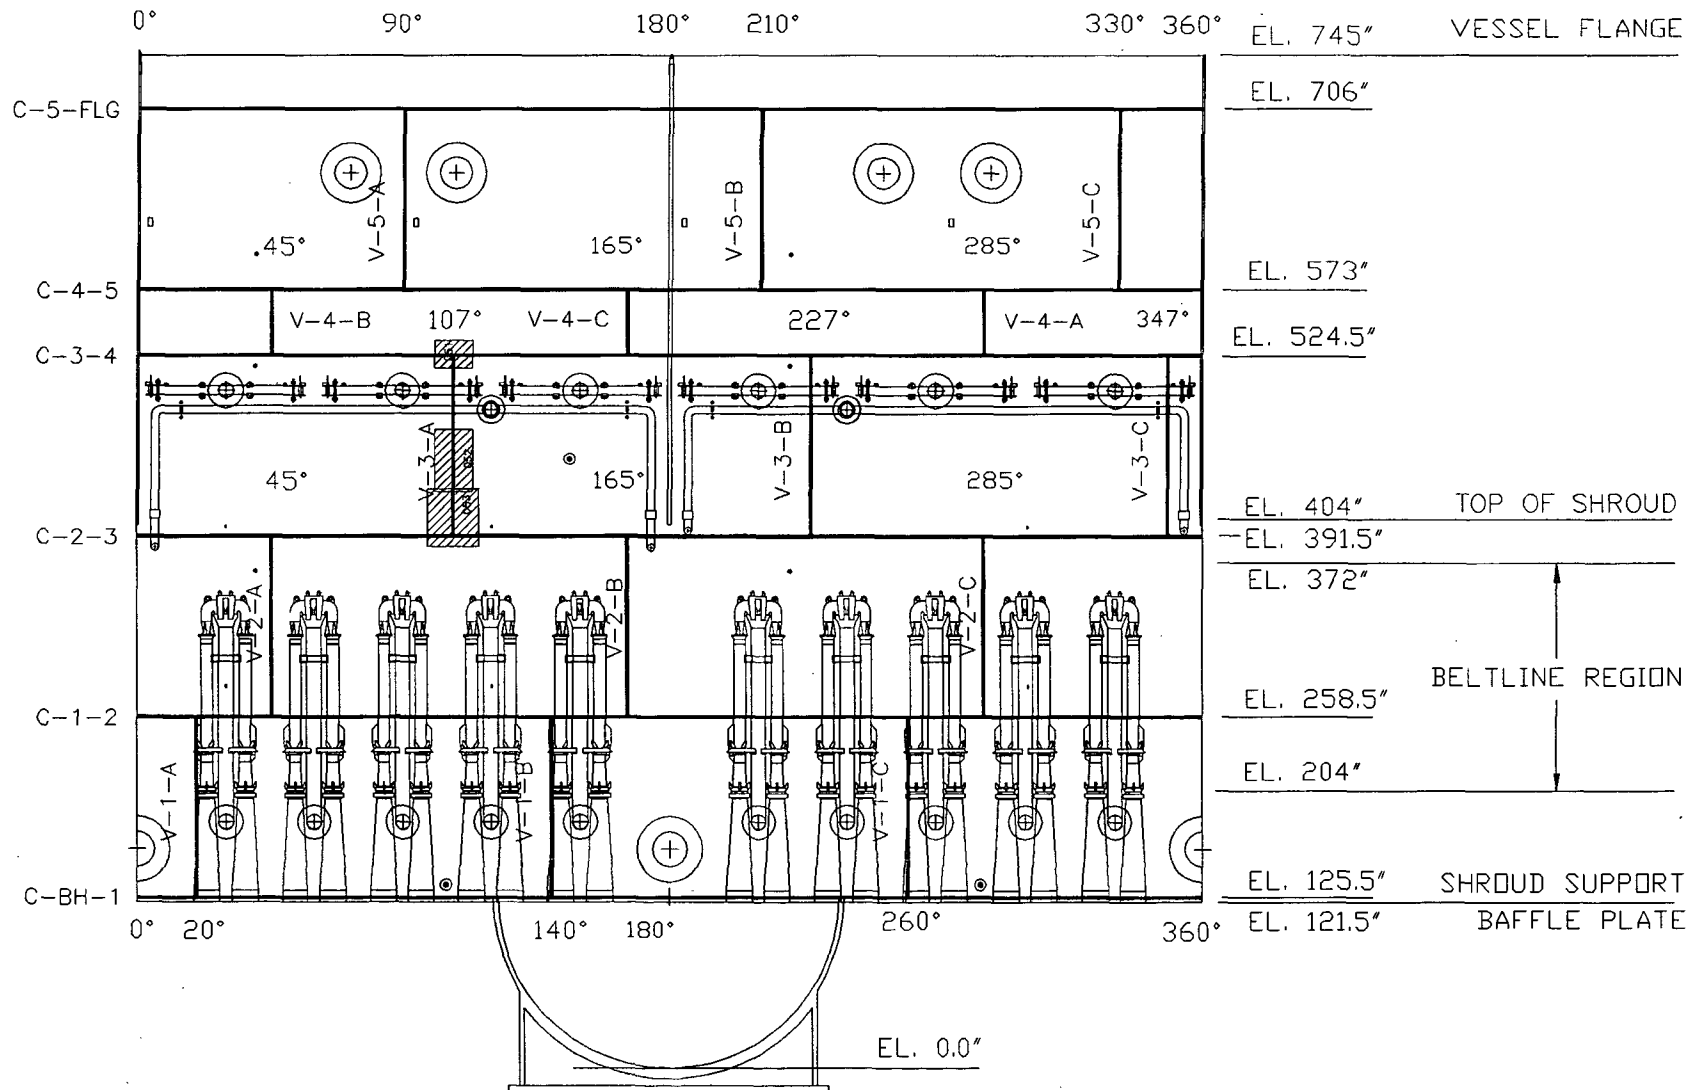 0° 90° 180° 210° 330° 360°
EL. 745" VESSEL FLANGE
C-5-FLG EL. 706"
V-5-A V-5-B V-5-C
45° 165° 285°
C-4-5 EL. 573"
V-4-B 107° V-4-C 227° V-4-A 347°
C-3-4 EL. 524.5"
V-3-A V-3-B V-3-C
45° 165° 285°
EL. 404" TOP OF SHROUD
C-2-3 EL. 391.5"
EL. 372"
V-2-A V-2-B V-2-C
BELTLINE REGION
C-1-2 EL. 258.5"
EL. 204"
V-1-A V-1-B V-1-C
C-BH-1 EL. 125.5" SHROUD SUPPORT
0° 20° 140° 180° 260° 360° EL. 121.5" BAFFLE PLATE
EL. 0.0"